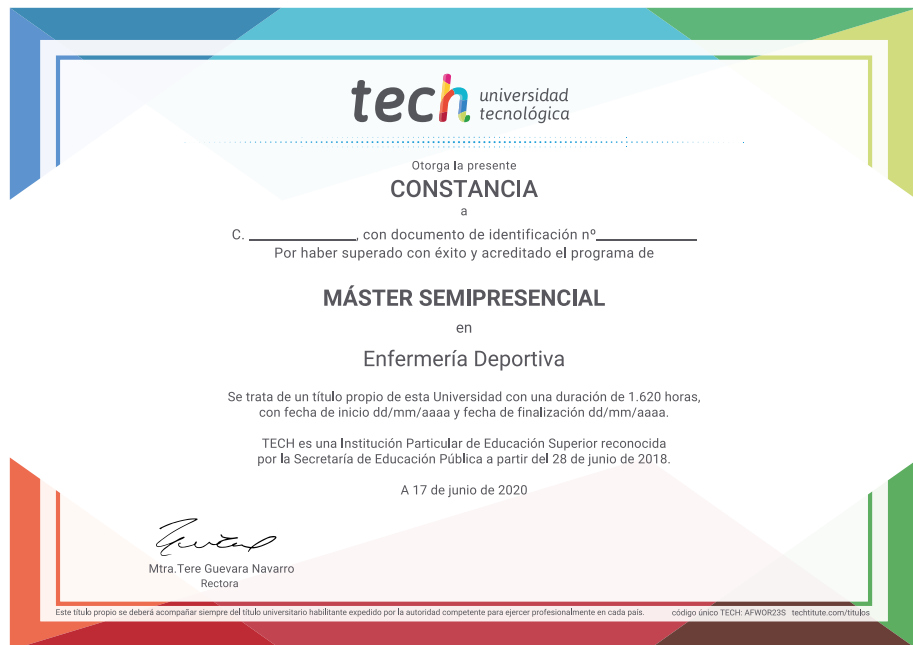 tech universidad
tecnológica
Otorga la presente
CONSTANCIA
a
C. ____________, con documento de identificación nº____________
Por haber superado con éxito y acreditado el programa de
MÁSTER SEMIPRESENCIAL
en
Enfermería Deportiva
Se trata de un título propio de esta Universidad con una duración de 1.620 horas,
con fecha de inicio dd/mm/aaaa y fecha de finalización dd/mm/aaaa.
TECH es una Institución Particular de Educación Superior reconocida
por la Secretaría de Educación Pública a partir del 28 de junio de 2018.
A 17 de junio de 2020
Mtra.Tere Guevara Navarro
Rectora
Este título propio se deberá acompañar siempre del título universitario habilitante expedido por la autoridad competente para ejercer profesionalmente en cada país. código único TECH: AFWOR23S techtitute.com/titulos